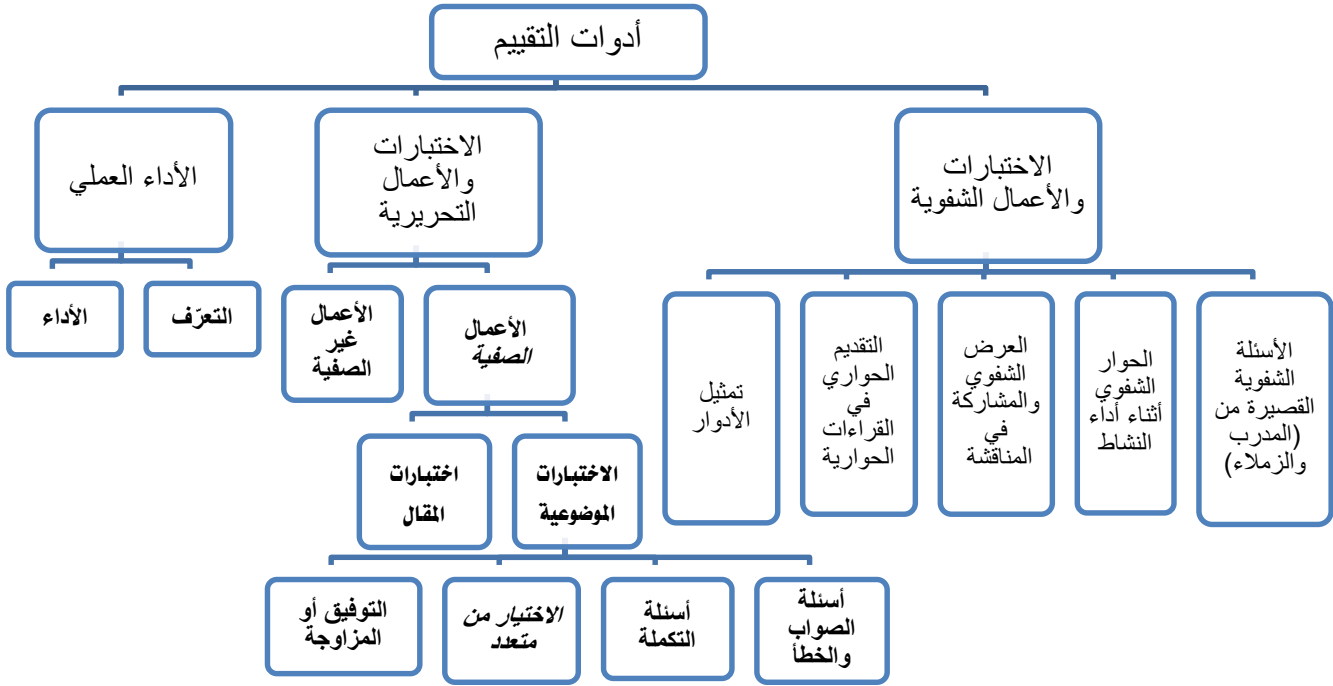 أدوات التقييم
الاختبارات
والأعمال الشفوية
الاختبارات
والأعمال
التحريرية
الأداء العملي
الأسئلة
الشفوية
القصيرة من
(المدرب
والزملاء)
الحوار
الشفوي
أثناء أداء
النشاط
العرض
الشفوي
والمشاركة
في
المناقشة
التقديم
الحواري
في
القراءات
الحوارية
تمثيل
الأدوار
الأعمال
الصفية
الأعمال
غير
الصفية
التعرّف
الأداء
الاختبارات
الموضوعية
اختبارات
المقال
أسئلة
الصواب
والخطأ
أسئلة
التكملة
الاختيار من
متعدد
التوفيق أو
المزاوجة